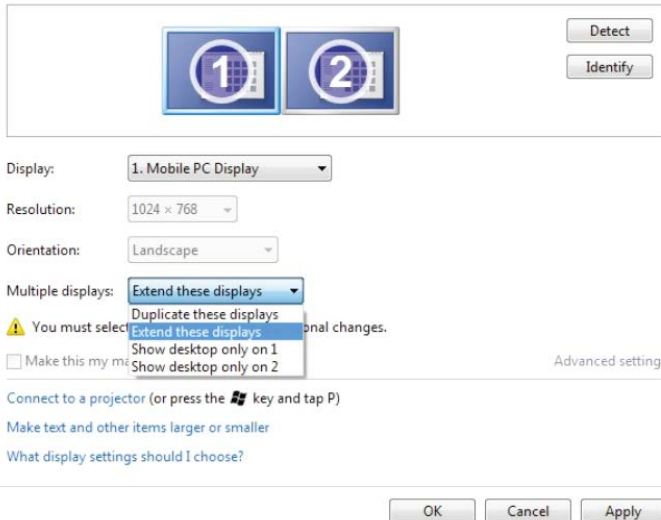 1
2
Detect
Identify
Display: 1. Mobile PC Display
Resolution: 1024 × 768
Orientation: Landscape
Multiple displays: Extend these displays
Duplicate these displays
Extend these displays
Show desktop only on 1
Show desktop only on 2
You must select onal changes.
Make this my ma
Advanced setting
Connect to a projector (or press the key and tap P)
Make text and other items larger or smaller
What display settings should I choose?
OK Cancel Apply